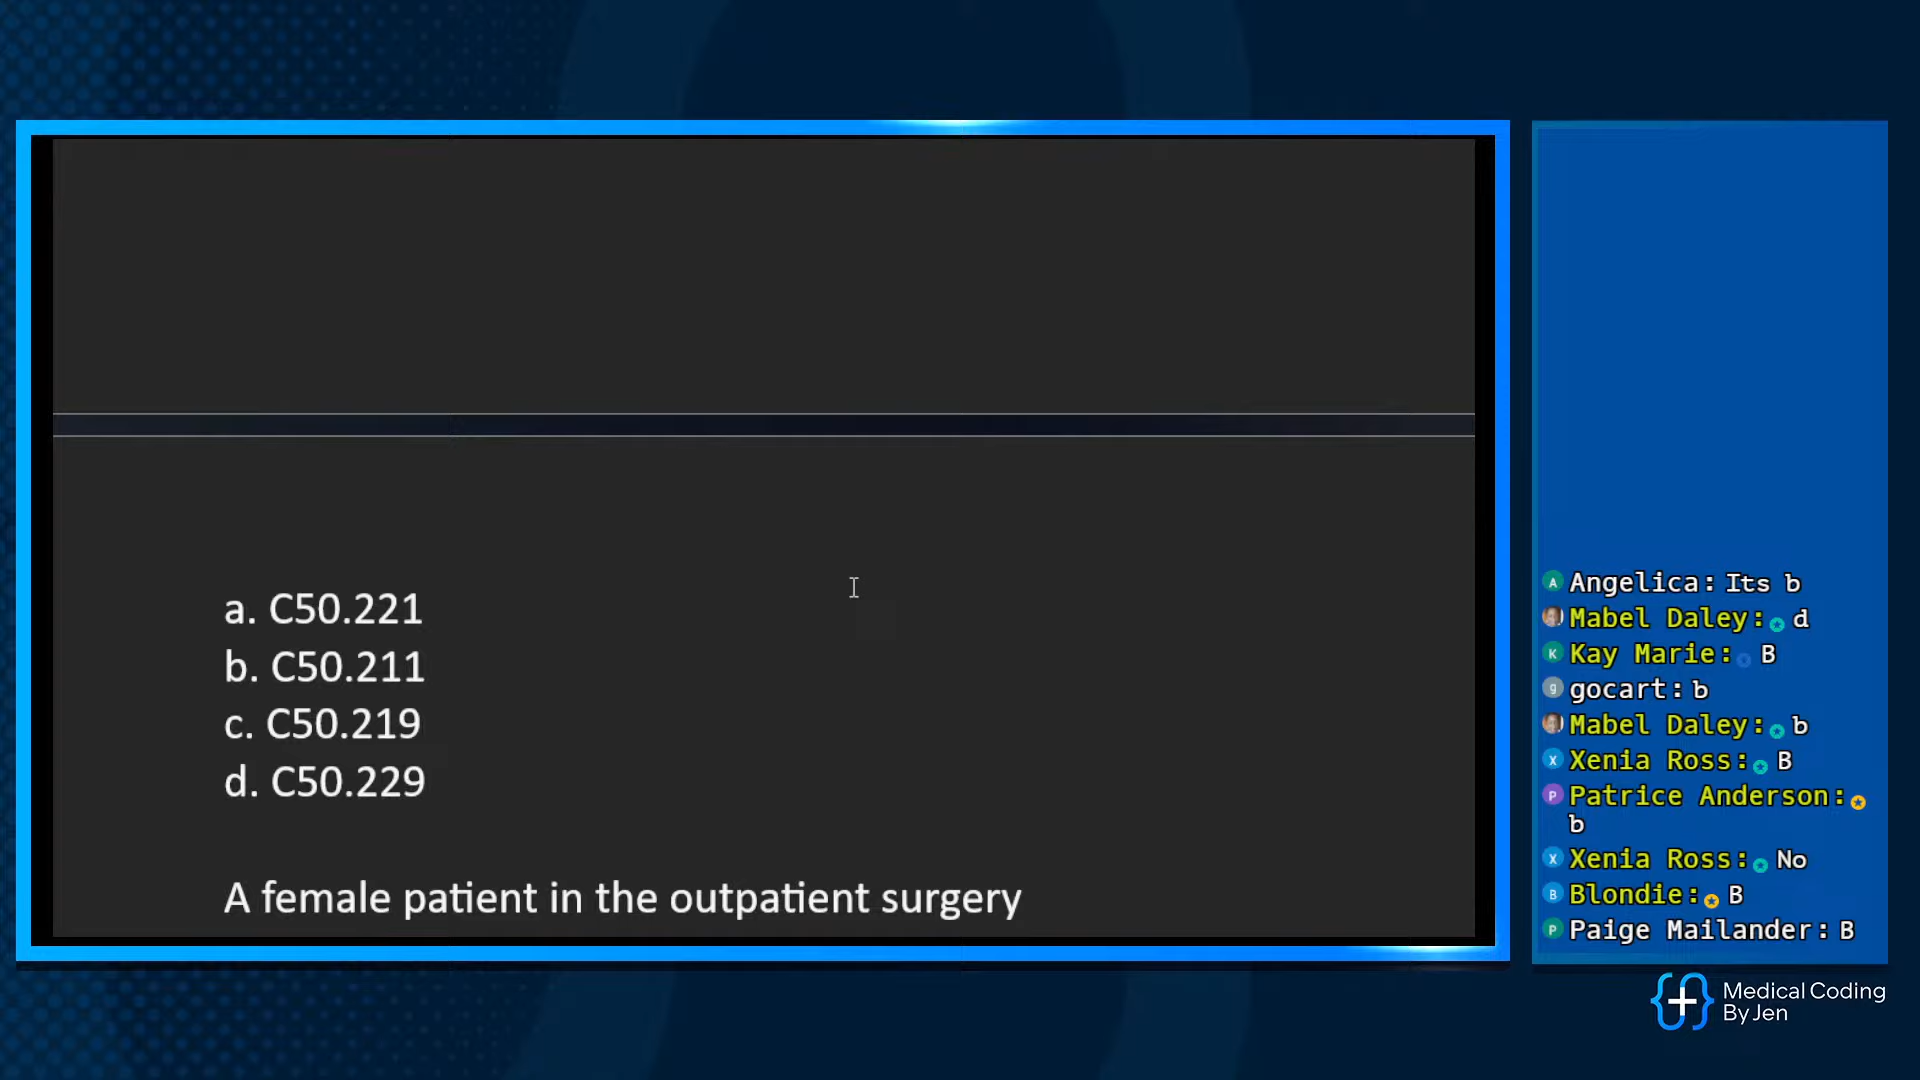 a. C50.221
b. C50.211
c. C50.219
d. C50.229
A female patient in the outpatient surgery
A Angelica: Its b
Mabel Daley: d
K Kay Marie: B
g gocart: b
Mabel Daley: b
X Xenia Ross: B
P Patrice Anderson:
b
X Xenia Ross: No
B Blondie: B
P Paige Mailander: B
Medical Coding
By Jen